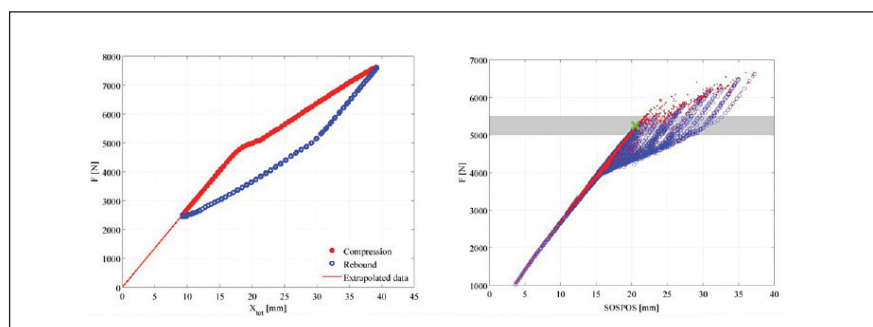 8000
7000
6000
5000
4000
3000
2000
1000
0
F [N]
0 5 10 15 20 25 30 35 40 45
X_tot [mm]
Compression
Rebound
Extrapolated data
7000
6000
5000
4000
3000
2000
1000
F [N]
0 5 10 15 20 25 30 35 40
SOSPOS [mm]